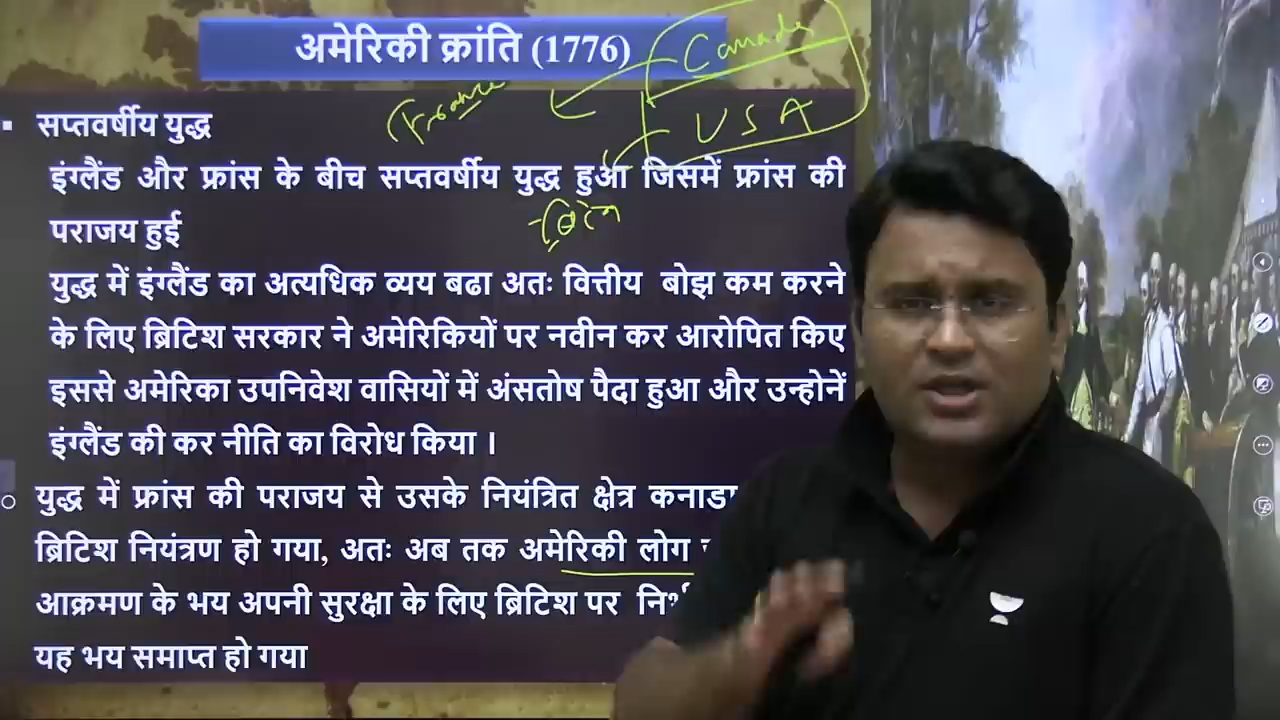 अमेरिकी क्रांति (1776)
Canada
France
USA
सप्तवर्षीय युद्ध
इंग्लैंड और फ्रांस के बीच सप्तवर्षीय युद्ध हुआ जिसमें फ्रांस की
पराजय हुई
ब्रिटेन
युद्ध में इंग्लैंड का अत्यधिक व्यय बढा अतः वित्तीय बोझ कम करने
के लिए ब्रिटिश सरकार ने अमेरिकियों पर नवीन कर आरोपित किए
इससे अमेरिका उपनिवेश वासियों में अंसतोष पैदा हुआ और उन्होनें
इंग्लैंड की कर नीति का विरोध किया ।
युद्ध में फ्रांस की पराजय से उसके नियंत्रित क्षेत्र कनाडा
ब्रिटिश नियंत्रण हो गया, अतः अब तक अमेरिकी लोग
आक्रमण के भय अपनी सुरक्षा के लिए ब्रिटिश पर
यह भय समाप्त हो गया